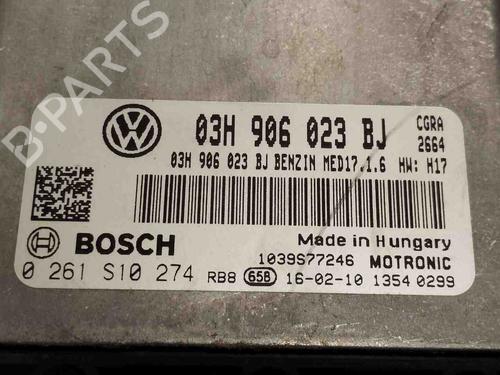 B-PARTS
03H 906 023 BJ CGRA
2664
03H 906 023 BJ BENZIN MED17.1.6 HW: H17
BOSCH
Made in Hungary
1039S77246 MOTRONIC
0 261 S10 274 RB8 65B 16-02-10 1354 0299